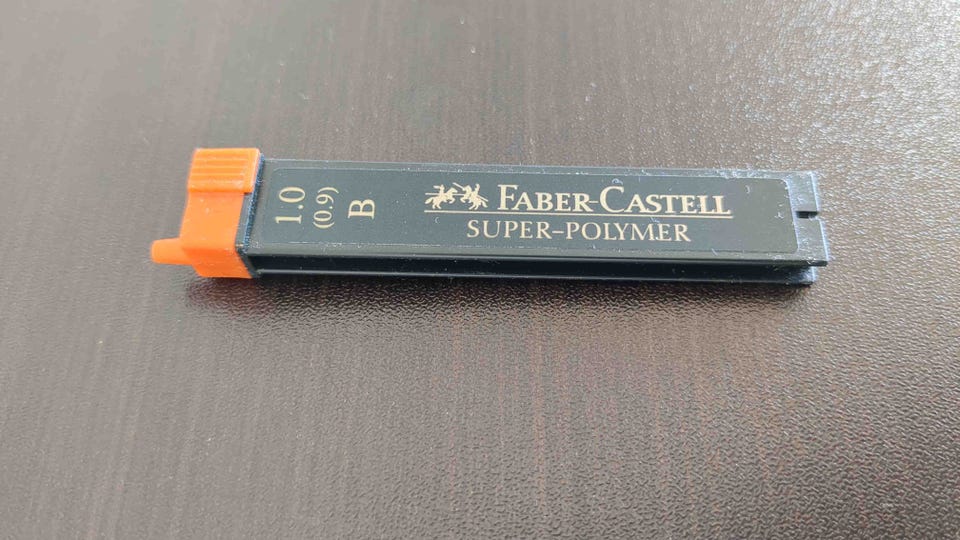 1.0
(0.9)
B
FABER-CASTELL
SUPER-POLYMER